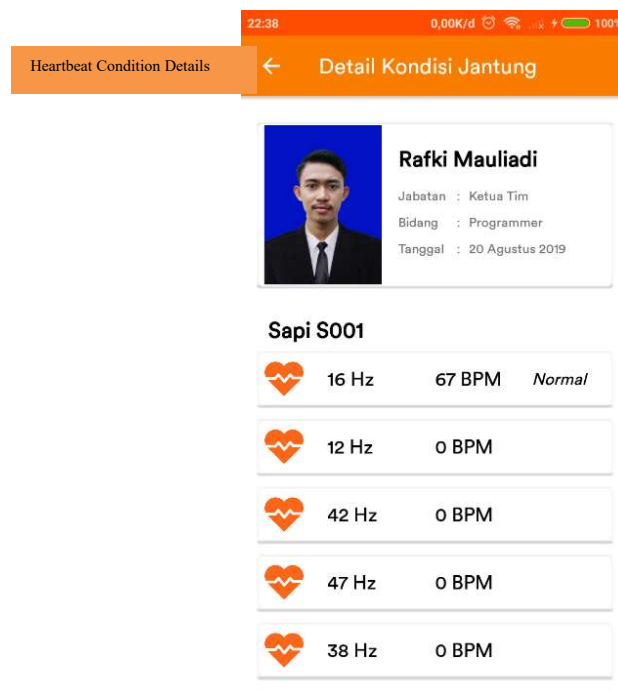 22:38 0,00K/d 100%
Heartbeat Condition Details
Detail Kondisi Jantung
Rafki Mauliadi
Jabatan : Ketua Tim
Bidang : Programmer
Tanggal : 20 Agustus 2019
Sapi S001
16 Hz 67 BPM Normal
12 Hz 0 BPM
42 Hz 0 BPM
47 Hz 0 BPM
38 Hz 0 BPM